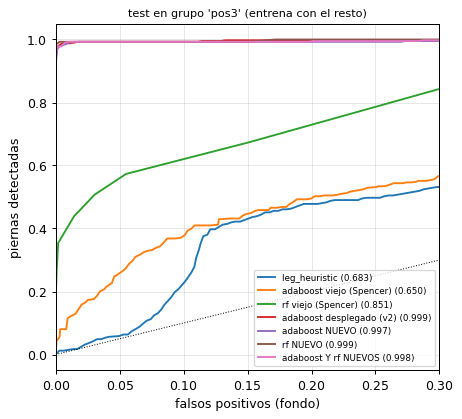 test en grupo 'pos3' (entrena con el resto)
piernas detectadas
1.0
0.8
0.6
0.4
0.2
0.0
leg_heuristic (0.683)
adaboost viejo (Spencer) (0.650)
rf viejo (Spencer) (0.851)
adaboost desplegado (v2) (0.999)
adaboost NUEVO (0.997)
rf NUEVO (0.999)
adaboost Y rf NUEVOS (0.998)
0.00 0.05 0.10 0.15 0.20 0.25 0.30
falsos positivos (fondo)